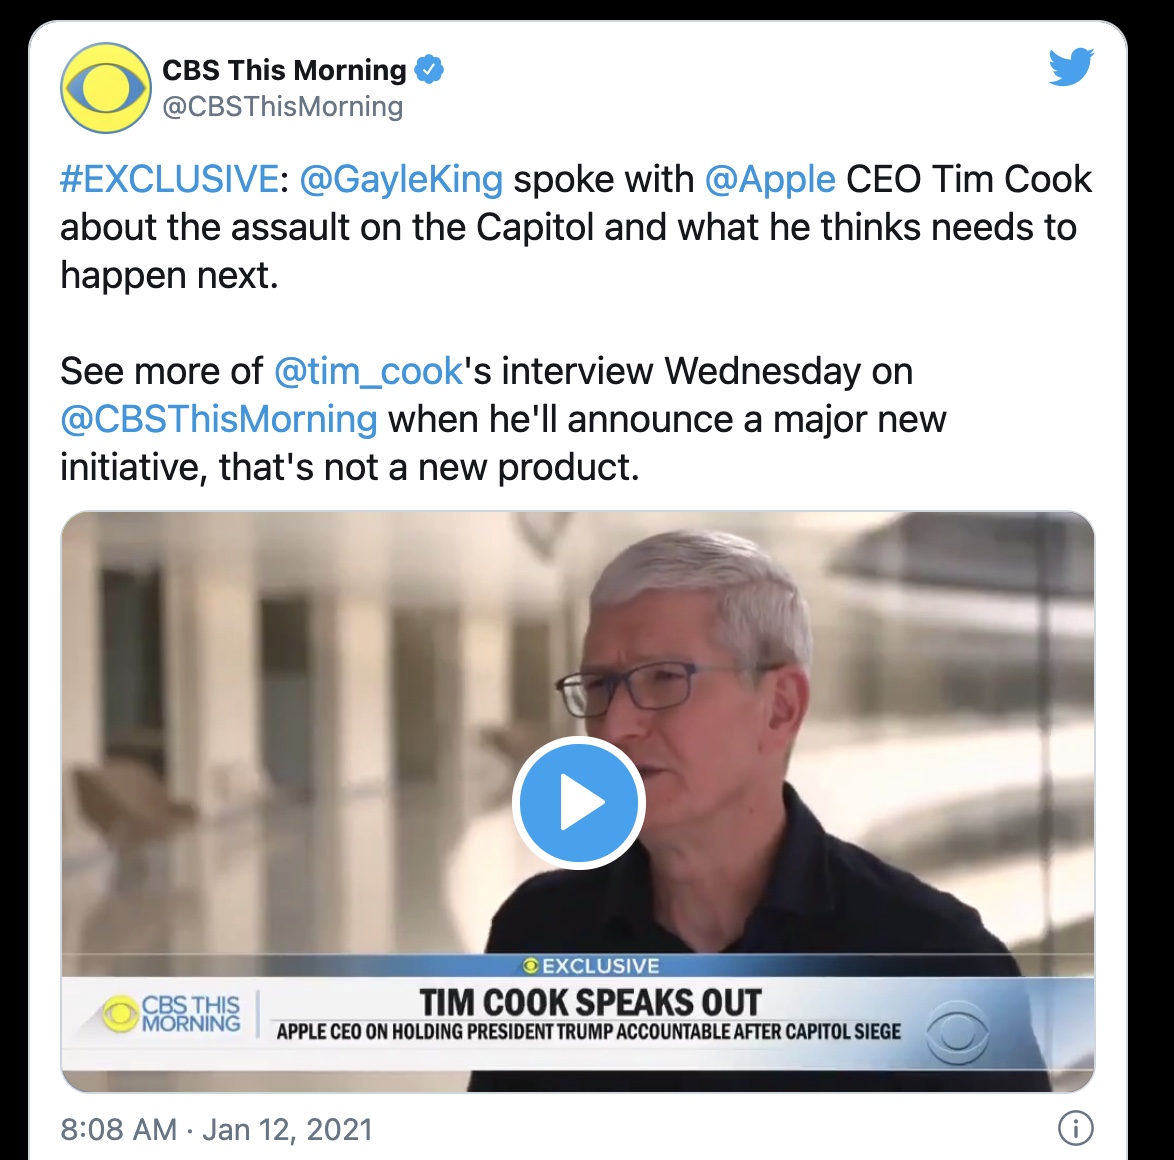 CBS This Morning
@CBSThisMorning
#EXCLUSIVE: @GayleKing spoke with @Apple CEO Tim Cook
about the assault on the Capitol and what he thinks needs to
happen next.
See more of @tim_cook's interview Wednesday on
@CBSThisMorning when he'll announce a major new
initiative, that's not a new product.
EXCLUSIVE
CBS THIS
MORNING
TIM COOK SPEAKS OUT
APPLE CEO ON HOLDING PRESIDENT TRUMP ACCOUNTABLE AFTER CAPITOL SIEGE
8:08 AM · Jan 12, 2021